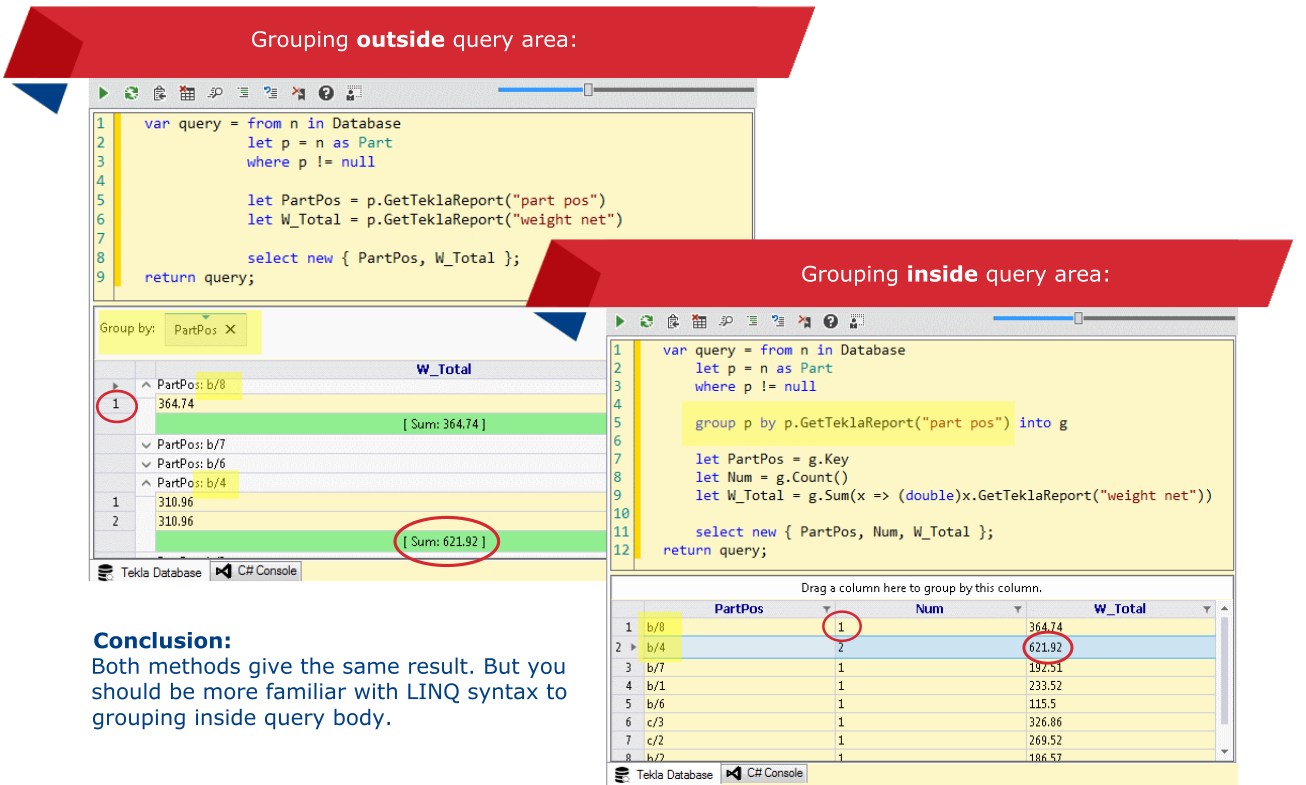 Grouping outside query area:
1 var query = from n in Database
2 let p = n as Part
3 where p != null
4
5 let PartPos = p.GetTeklaReport("part pos")
6 let W_Total = p.GetTeklaReport("weight net")
7
8 select new { PartPos, W_Total };
9 return query;
Group by: PartPos
W_Total
PartPos: b/8
1 364.74
[ Sum: 364.74 ]
PartPos: b/7
PartPos: b/6
PartPos: b/4
1 310.96
2 310.96
[ Sum: 621.92 ]
Tekla Database C# Console
Conclusion:
Both methods give the same result. But you
should be more familiar with LINQ syntax to
grouping inside query body.
Grouping inside query area:
1 var query = from n in Database
2 let p = n as Part
3 where p != null
4
5 group p by p.GetTeklaReport("part pos") into g
6
7 let PartPos = g.Key
8 let Num = g.Count()
9 let W_Total = g.Sum(x => (double)x.GetTeklaReport("weight net"))
10
11 select new { PartPos, Num, W_Total };
12 return query;
Drag a column here to group by this column.
PartPos Num W_Total
1 b/8 1 364.74
2 b/4 2 621.92
3 b/7 1 192.51
4 b/1 1 233.52
5 b/6 1 115.5
6 c/3 1 326.86
7 c/2 1 269.52
8 b/2 1 186.57
Tekla Database C# Console